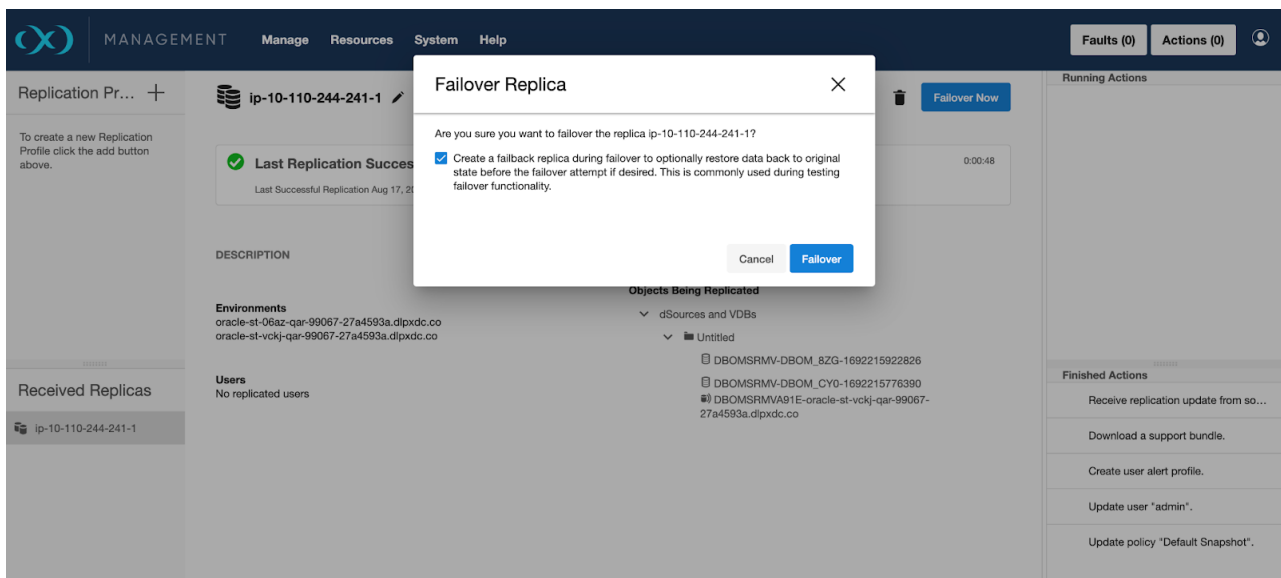 MANAGEMENT
Manage
Resources
System
Help
Faults (0)
Actions (0)
Replication Pr...
To create a new Replication
Profile click the add button
above.
ip-10-110-244-241-1
Failover Now
Last Replication Succes
Last Successful Replication Aug 17, 20
0:00:48
DESCRIPTION
Environments
oracle-st-06az-qar-99067-27a4593a.dlpxdc.co
oracle-st-vckj-qar-99067-27a4593a.dlpxdc.co
Users
No replicated users
Failover Replica
Are you sure you want to failover the replica ip-10-110-244-241-1?
Create a failback replica during failover to optionally restore data back to original
state before the failover attempt if desired. This is commonly used during testing
failover functionality.
Cancel
Failover
Objects Being Replicated
dSources and VDBs
Untitled
DBOMSRMV-DBOM_8ZG-1692215922826
DBOMSRMV-DBOM_CY0-1692215776390
DBOMSRMVA91E-oracle-st-vckj-qar-99067-
27a4593a.dlpxdc.co
Received Replicas
ip-10-110-244-241-1
Running Actions
Finished Actions
Receive replication update from so...
Download a support bundle.
Create user alert profile.
Update user "admin".
Update policy "Default Snapshot".